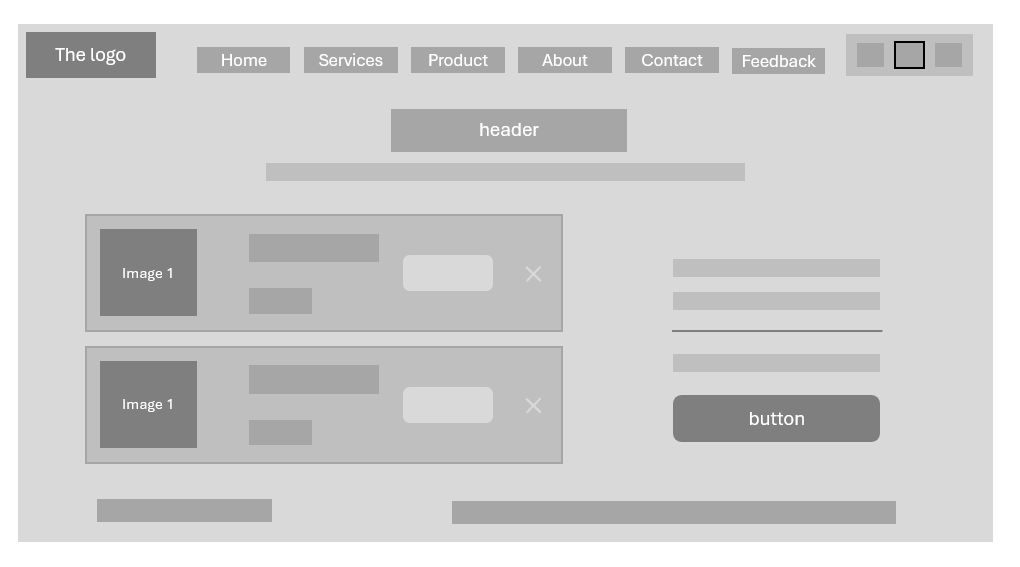 The logo
Home
Services
Product
About
Contact
Feedback
header
Image 1
Image 1
button